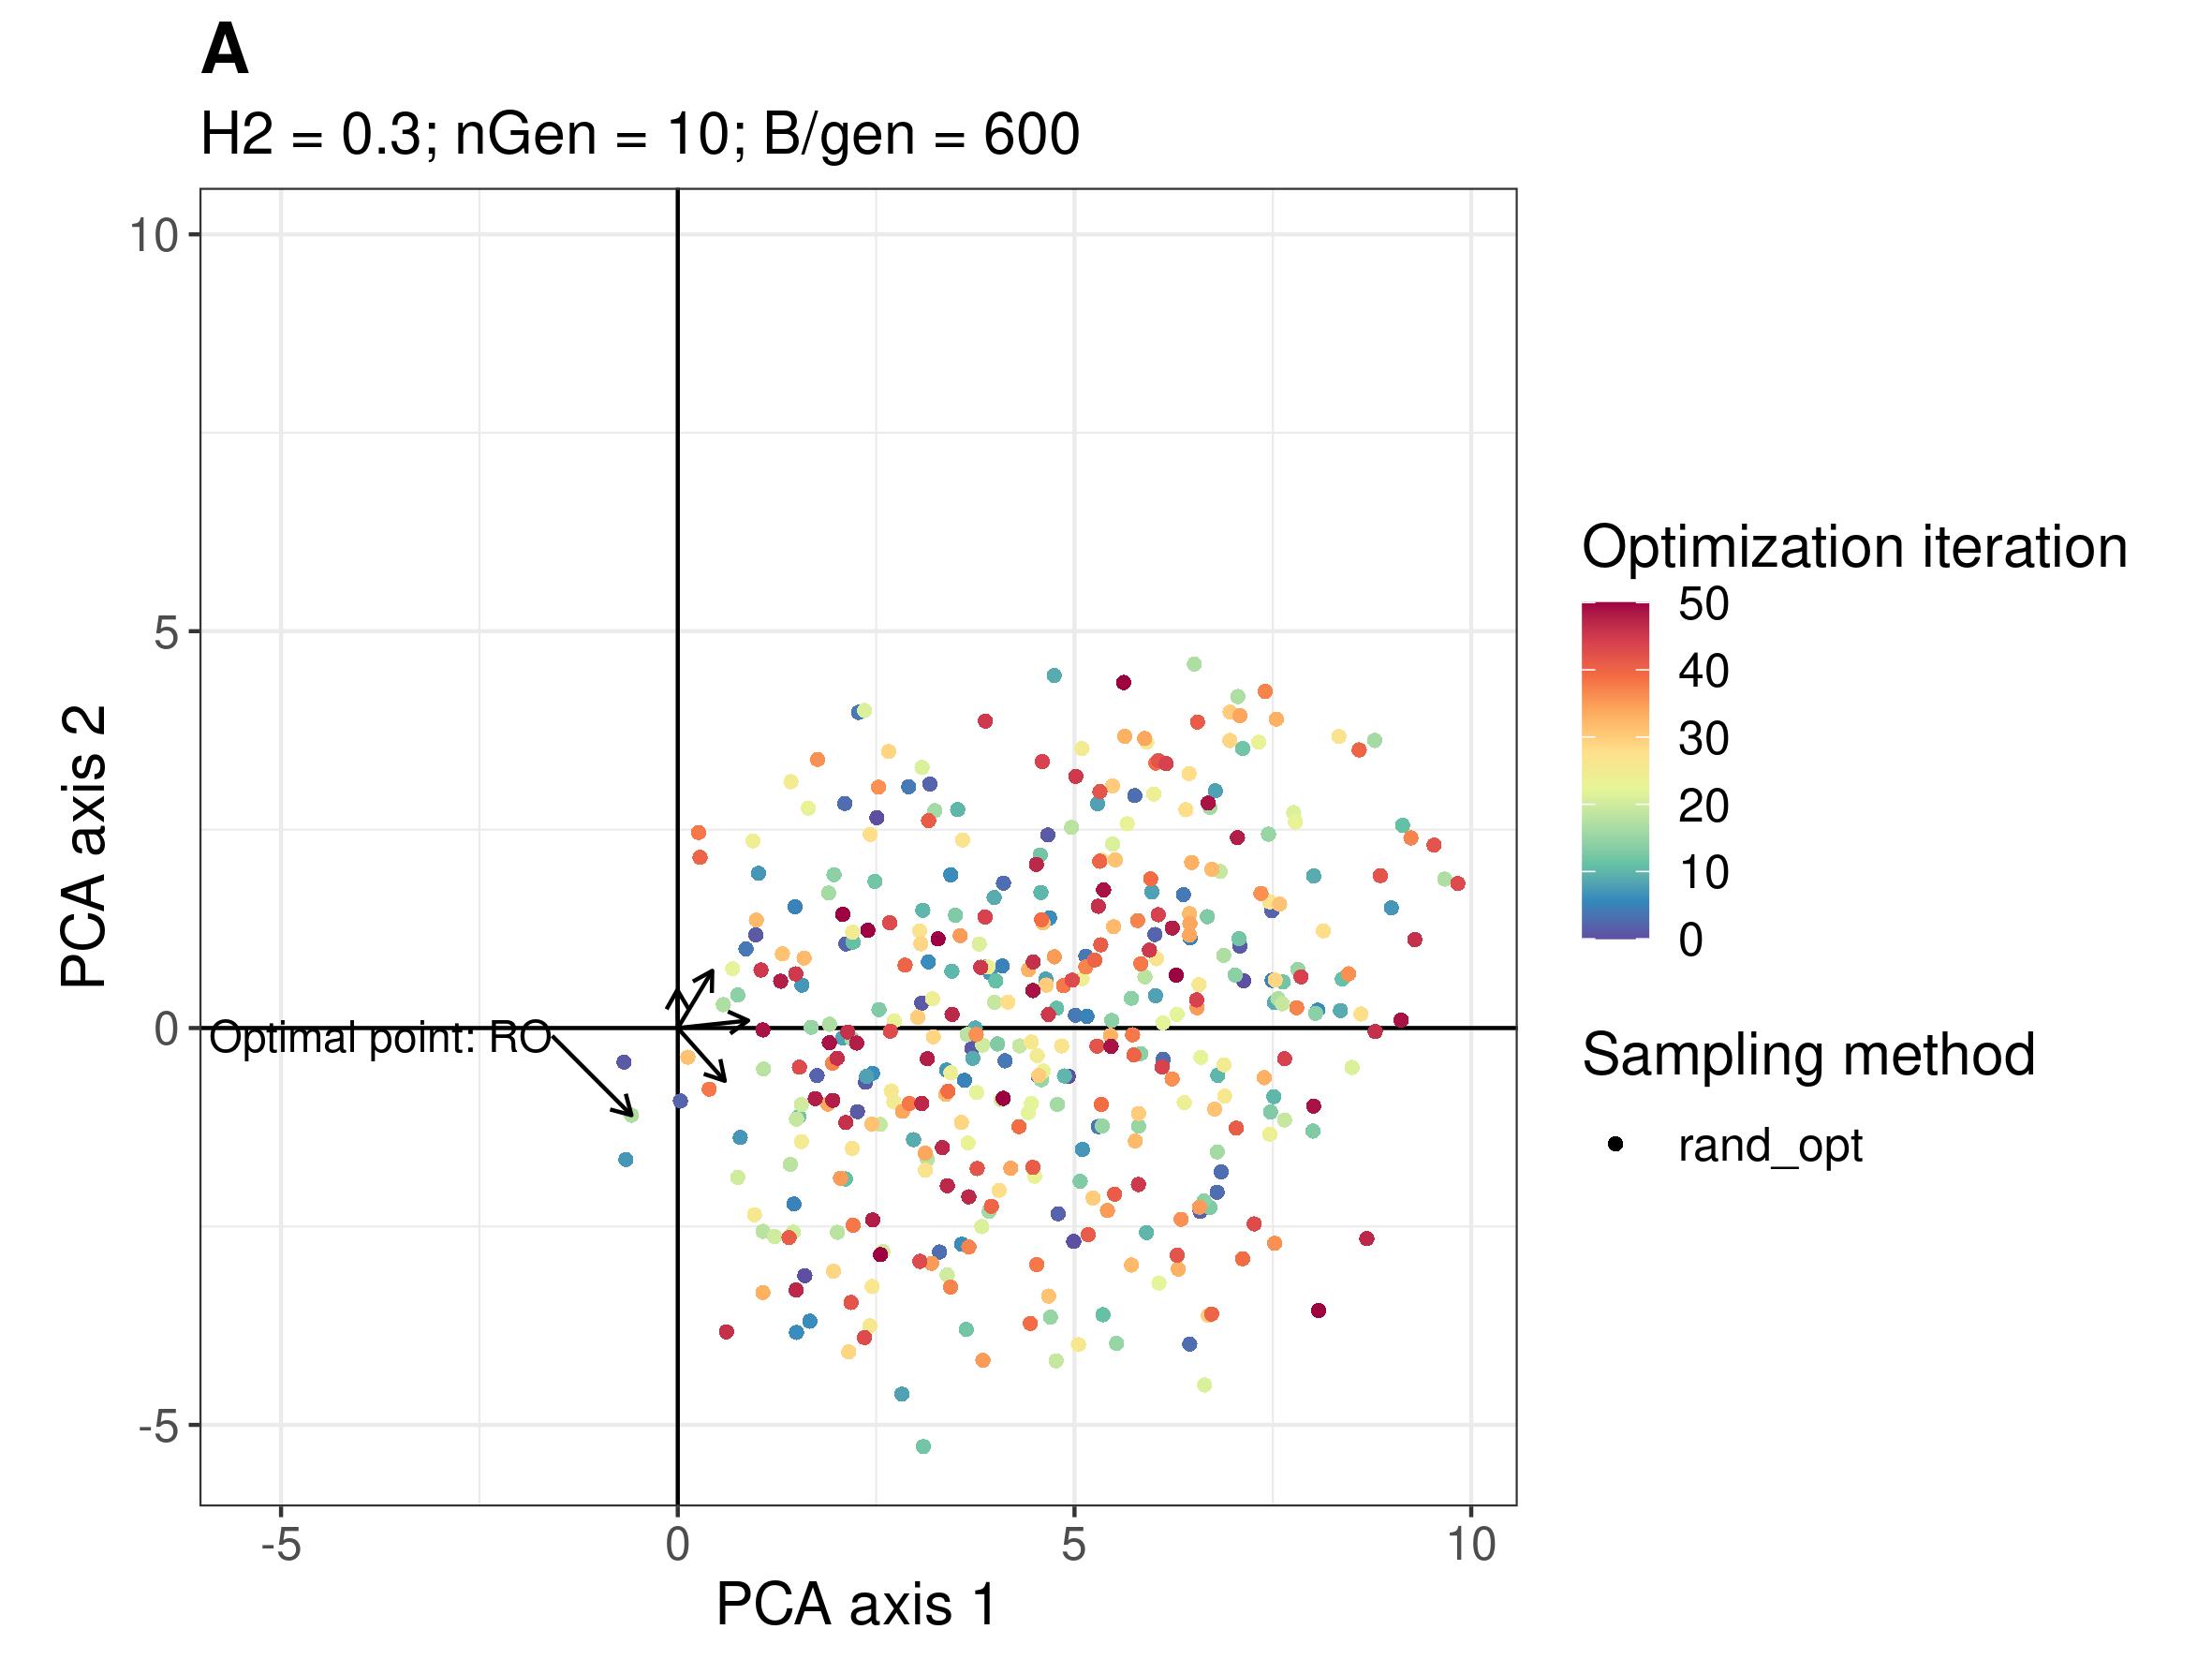 A
H2 = 0.3; nGen = 10; B/gen = 600
10
5
0
-5
PCA axis 2
Optimal point: RO
-5
0
5
10
PCA axis 1
Optimization iteration
50
40
30
20
10
0
Sampling method
rand_opt